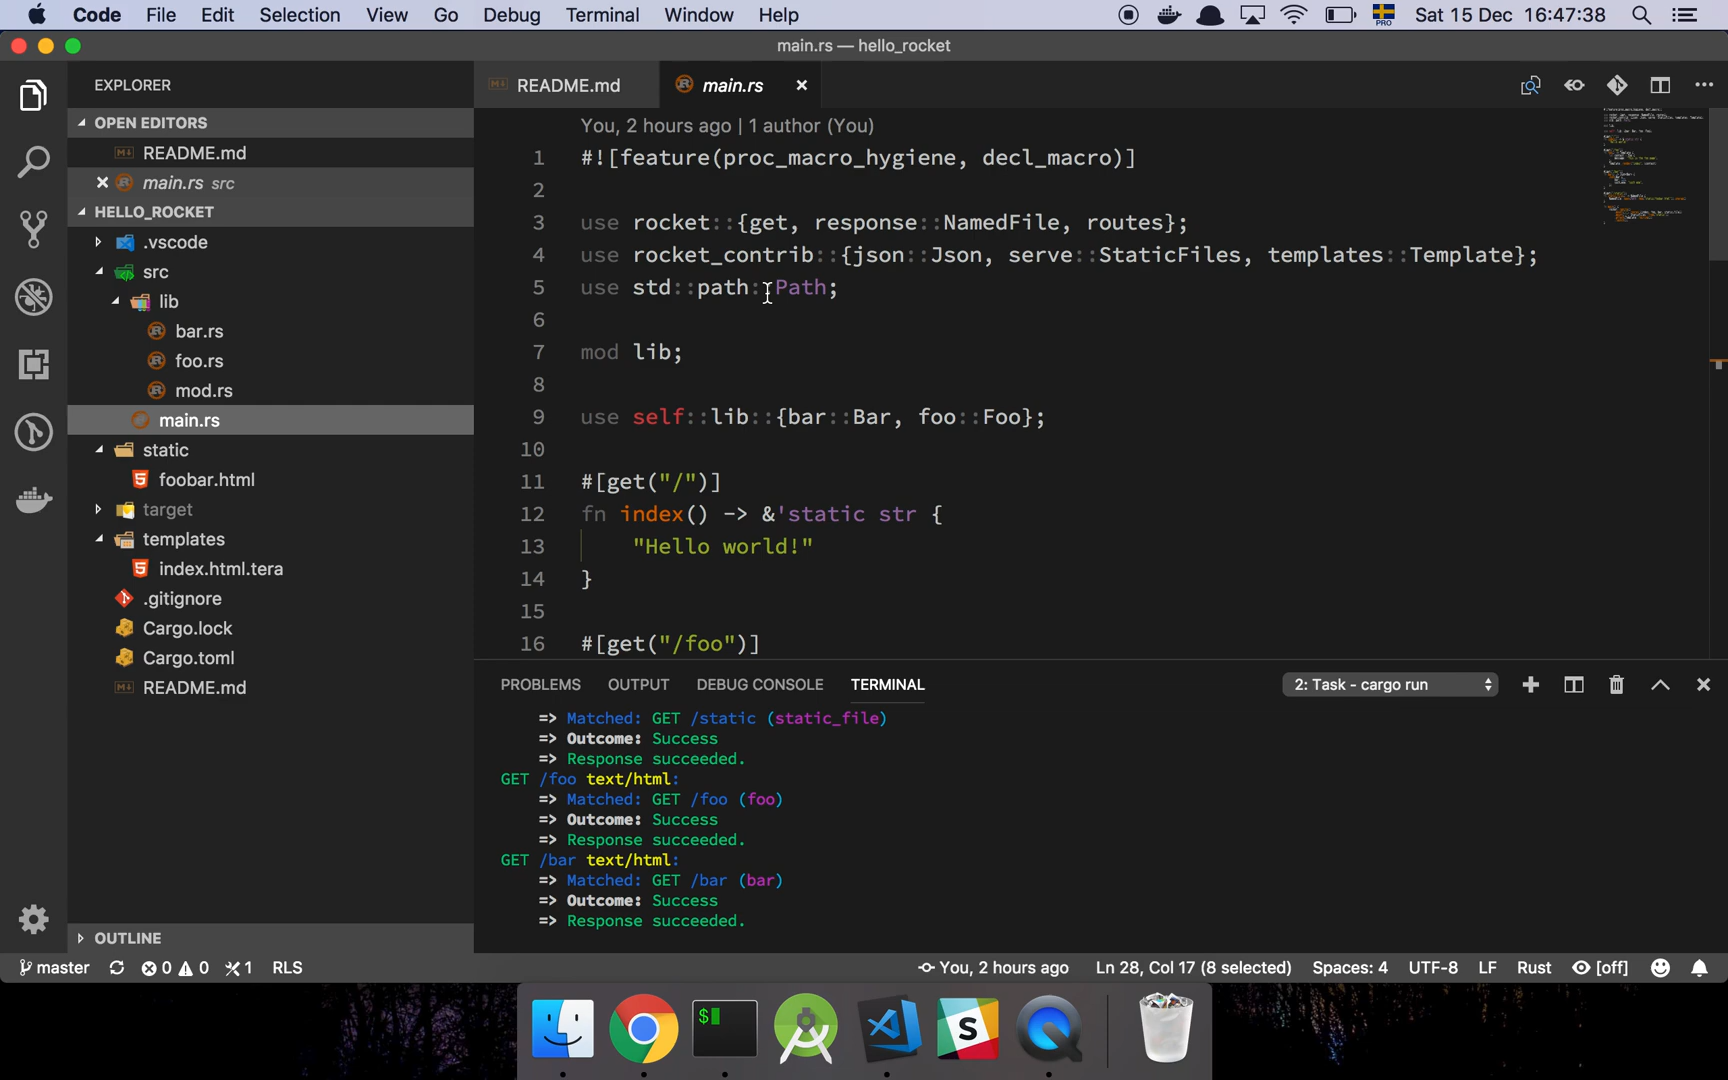 Code File Edit Selection View Go Debug Terminal Window Help PRO Sat 15 Dec 16:47:38
main.rs — hello_rocket
EXPLORER
OPEN EDITORS
README.md
main.rs src
HELLO_ROCKET
.vscode
src
lib
bar.rs
foo.rs
mod.rs
main.rs
static
foobar.html
target
templates
index.html.tera
.gitignore
Cargo.lock
Cargo.toml
README.md
OUTLINE
README.md main.rs
You, 2 hours ago | 1 author (You)
1 #![feature(proc_macro_hygiene, decl_macro)]
2
3 use rocket::{get, response::NamedFile, routes};
4 use rocket_contrib::{json::Json, serve::StaticFiles, templates::Template};
5 use std::path::Path;
6
7 mod lib;
8
9 use self::lib::{bar::Bar, foo::Foo};
10
11 #[get("/")]
12 fn index() -> &'static str {
13 "Hello world!"
14 }
15
16 #[get("/foo")]
PROBLEMS OUTPUT DEBUG CONSOLE TERMINAL 2: Task - cargo run
=> Matched: GET /static (static_file)
=> Outcome: Success
=> Response succeeded.
GET /foo text/html:
=> Matched: GET /foo (foo)
=> Outcome: Success
=> Response succeeded.
GET /bar text/html:
=> Matched: GET /bar (bar)
=> Outcome: Success
=> Response succeeded.
master 0 0 1 RLS You, 2 hours ago Ln 28, Col 17 (8 selected) Spaces: 4 UTF-8 LF Rust [off]
$
S